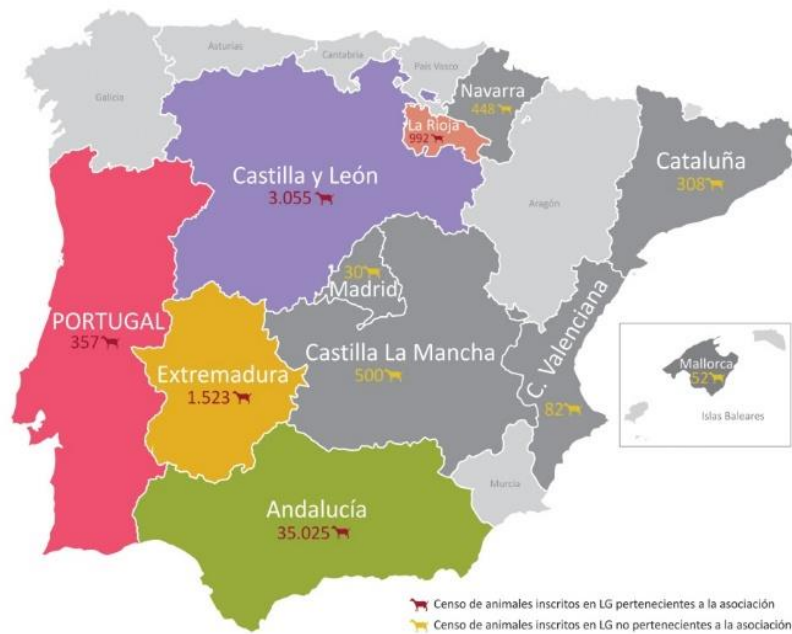 Asturias
Cantabria
País Vasco
Galicia
Navarra
448
La Rioja
992
Cataluña
308
Castilla y León
3.055
Aragón
30
Madrid
PORTUGAL
357
Castilla La Mancha
500
C. Valenciana
82
Extremadura
1.523
Mallorca
52
Islas Baleares
Murcia
Andalucía
35.025
Censo de animales inscritos en LG pertenecientes a la asociación
Censo de animales inscritos en LG no pertenecientes a la asociación